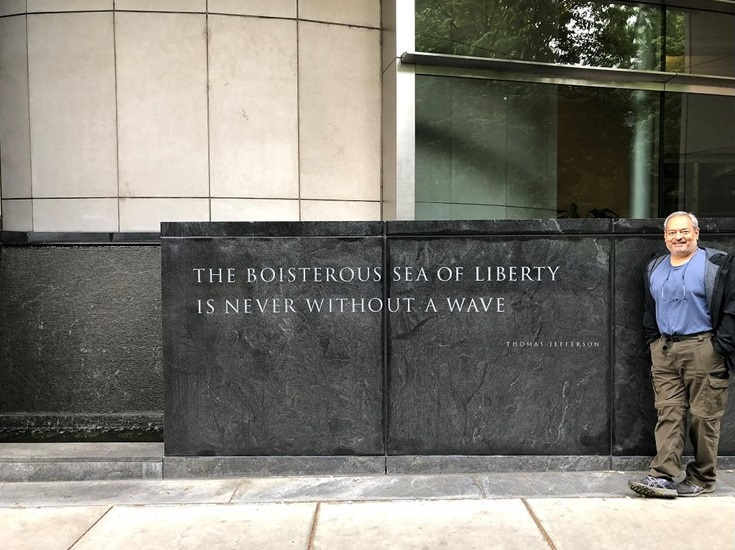 THE BOISTEROUS SEA OF LIBERTY
IS NEVER WITHOUT A WAVE
THOMAS JEFFERSON